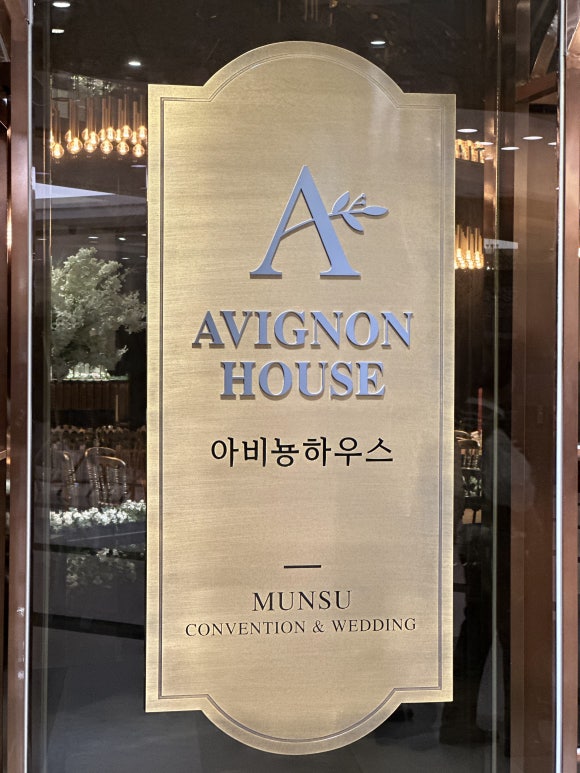 A
AVIGNON
HOUSE
아비뇽하우스
MUNSU
CONVENTION & WEDDING